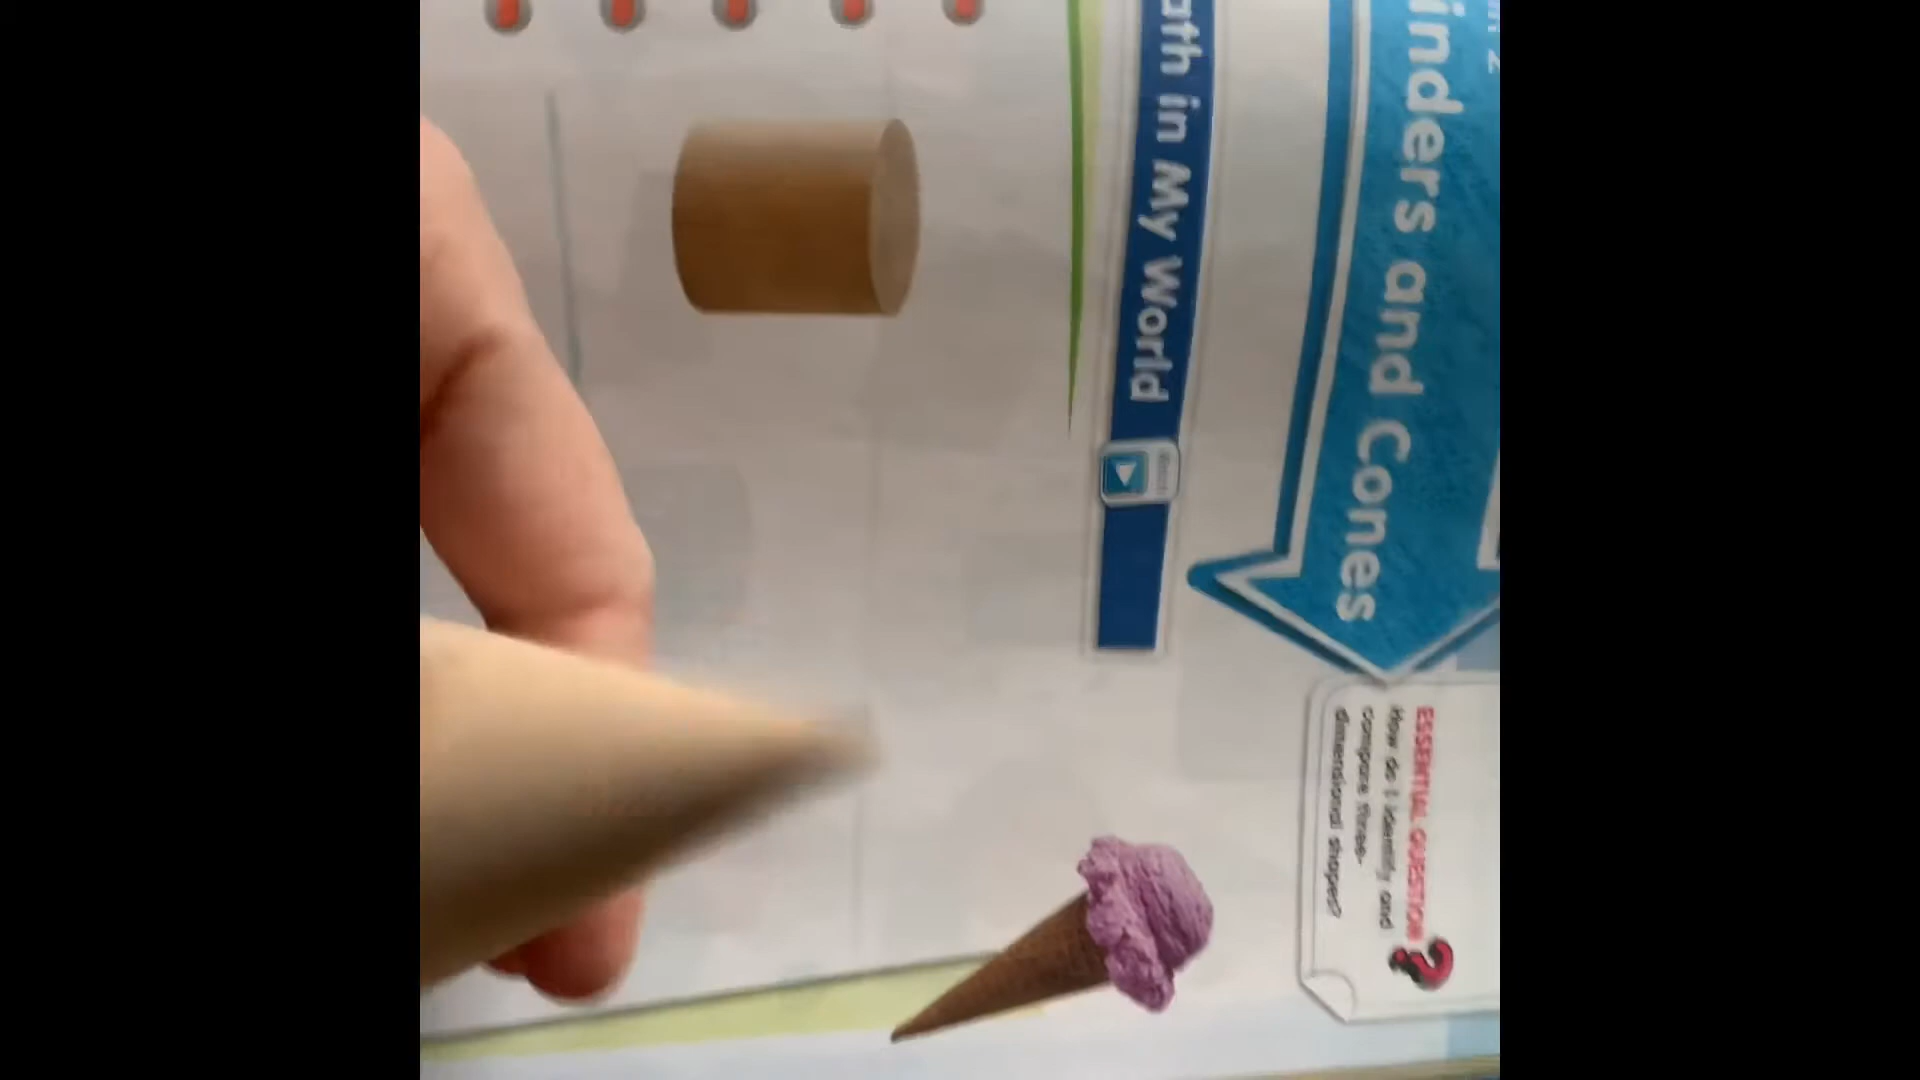 inders and Cones
ath in My World
ESSENTIAL QUESTION
How do I identify and
compare three-
dimensional shapes?
?